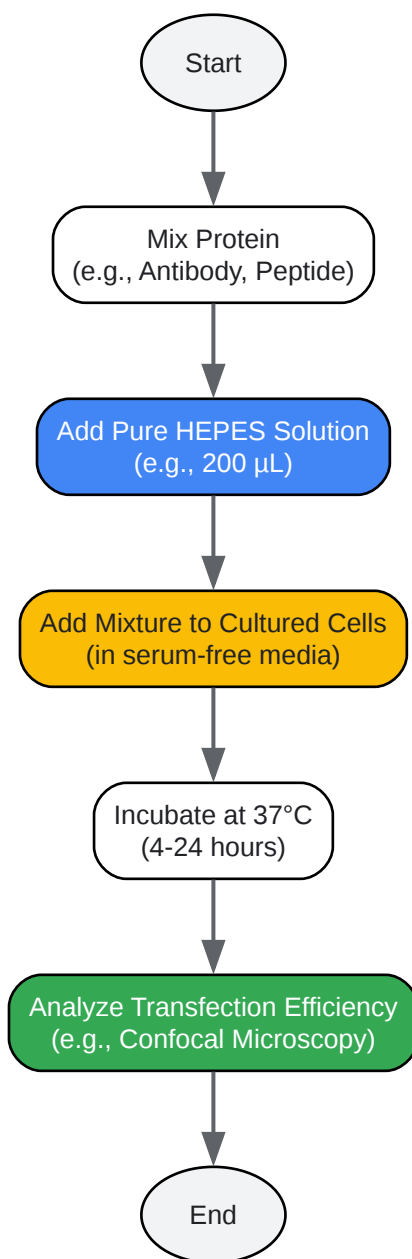 Start
Mix Protein
(e.g., Antibody, Peptide)
Add Pure HEPES Solution
(e.g., 200 µL)
Add Mixture to Cultured Cells
(in serum-free media)
Incubate at 37°C
(4-24 hours)
Analyze Transfection Efficiency
(e.g., Confocal Microscopy)
End